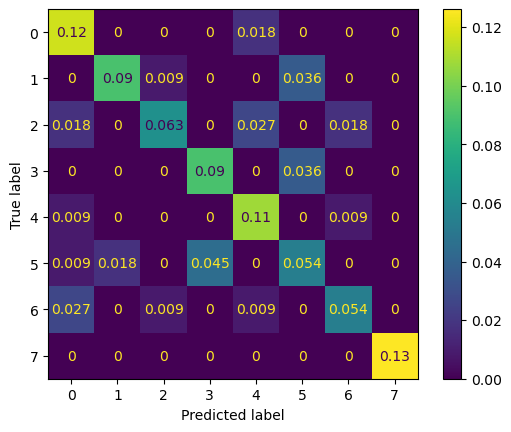 0 0.12 0 0 0 0.018 0 0 0
1 0 0.09 0.009 0 0 0.036 0 0
2 0.018 0 0.063 0 0.027 0 0.018 0
3 0 0 0 0.09 0 0.036 0 0
4 0.009 0 0 0 0.11 0 0.009 0
5 0.009 0.018 0 0.045 0 0.054 0 0
6 0.027 0 0.009 0 0.009 0 0.054 0
7 0 0 0 0 0 0 0 0.13
0 1 2 3 4 5 6 7
Predicted label
True label
0.12
0.10
0.08
0.06
0.04
0.02
0.00